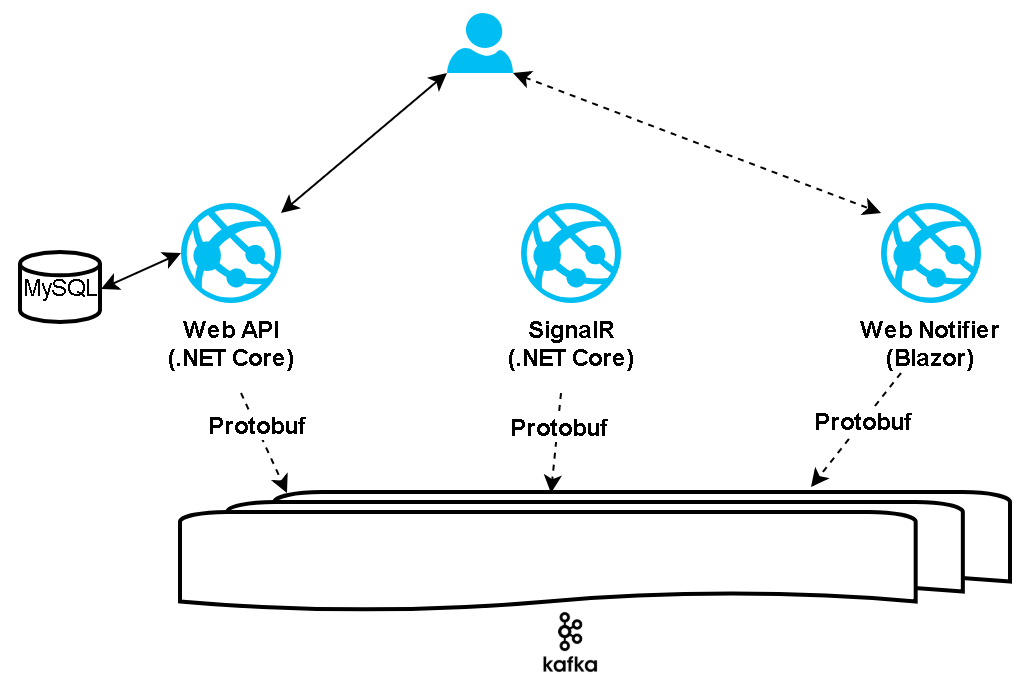 MySQL
Web API
(.NET Core)
SignalR
(.NET Core)
Web Notifier
(Blazor)
Protobuf
Protobuf
Protobuf
kafka